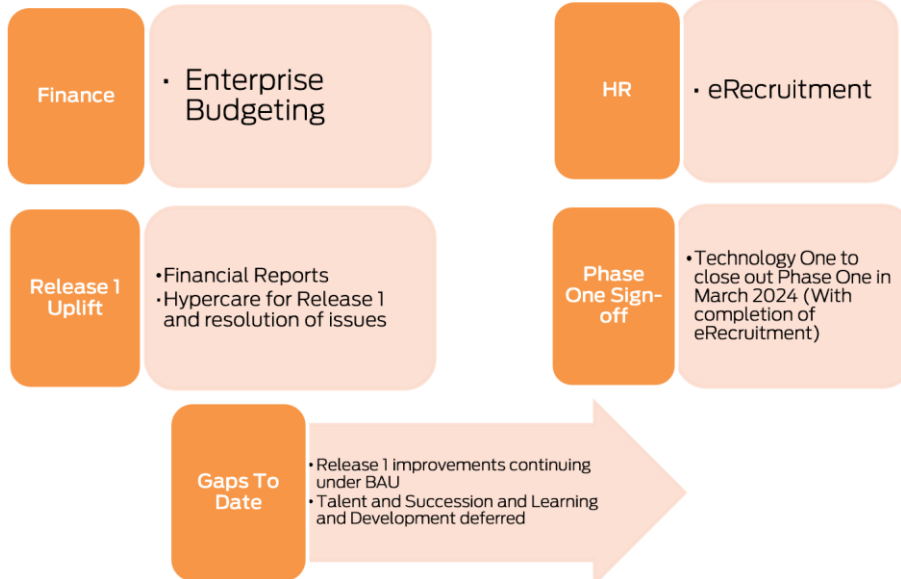 Finance
· Enterprise
Budgeting
HR
· eRecruitment
Release 1
Uplift
•Financial Reports
·Hypercare for Release 1
and resolution of issues
Phase
One Sign-
off
•Technology One to
close out Phase One in
March 2024 (With
completion of
eRecruitment)
Gaps To
Date
•Release 1 improvements continuing
under BAU
•Talent and Succession and Learning
and Development deferred